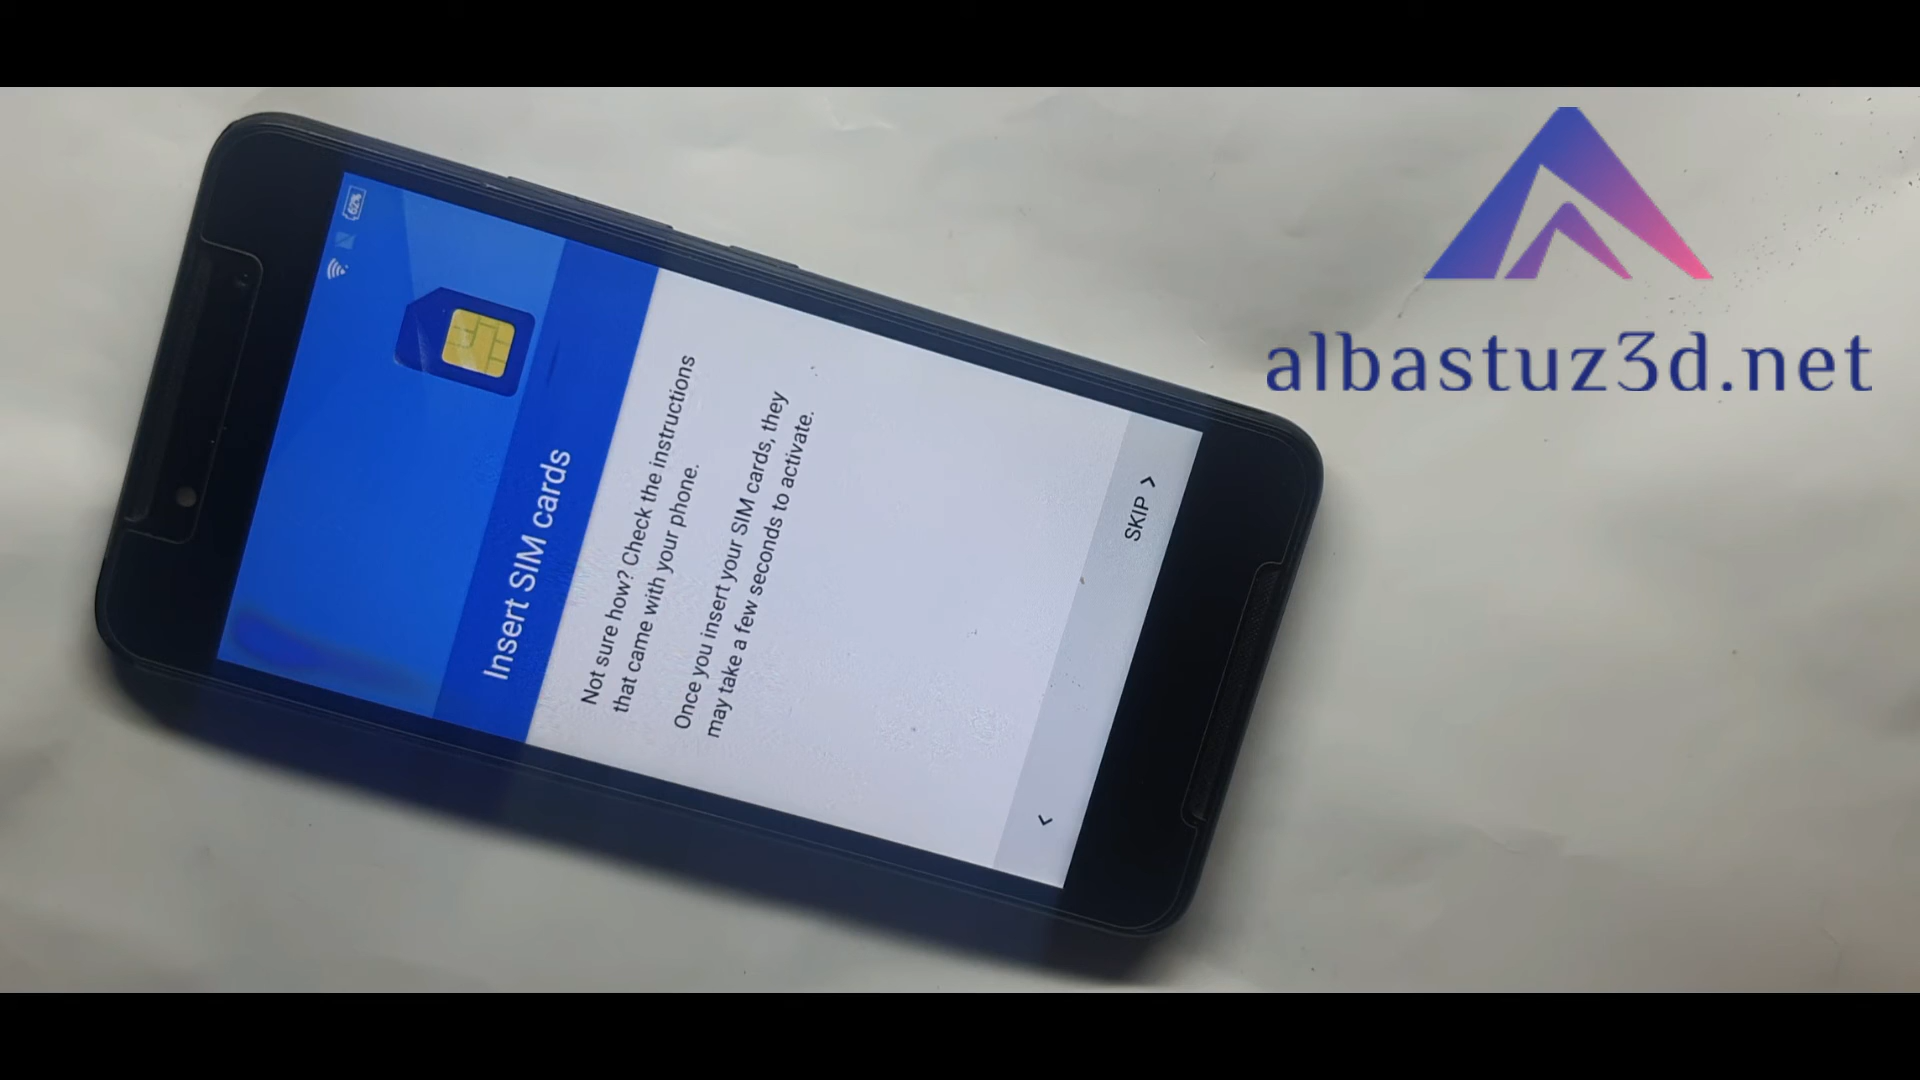 62%
Insert SIM cards
Not sure how? Check the instructions
that came with your phone.
Once you insert your SIM cards, they
may take a few seconds to activate.
SKIP
albastuz3d.net